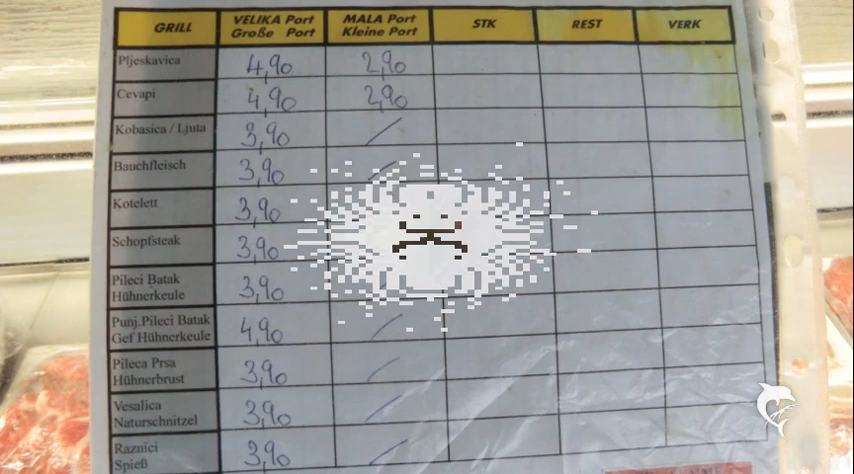 GRILL VELIKA Port MALA Port STK REST VERK
Große Port Kleine Port
Pljeskavica 4,90 2,90
Cevapi 4,90 2,90
Kobasica / Ljuta 3,90
Bauchfleisch 3,90
Kotelett 3,90
Schopfsteak 3,90
Pileci Batak 3,90
Hühnerkeule
Punj.Pileci Batak 4,90
Gef Hühnerkeule
Pileca Prsa 3,90
Hühnerbrust
Vesalica 3,90
Naturschnitzel
Raznici 3,90
Spieß